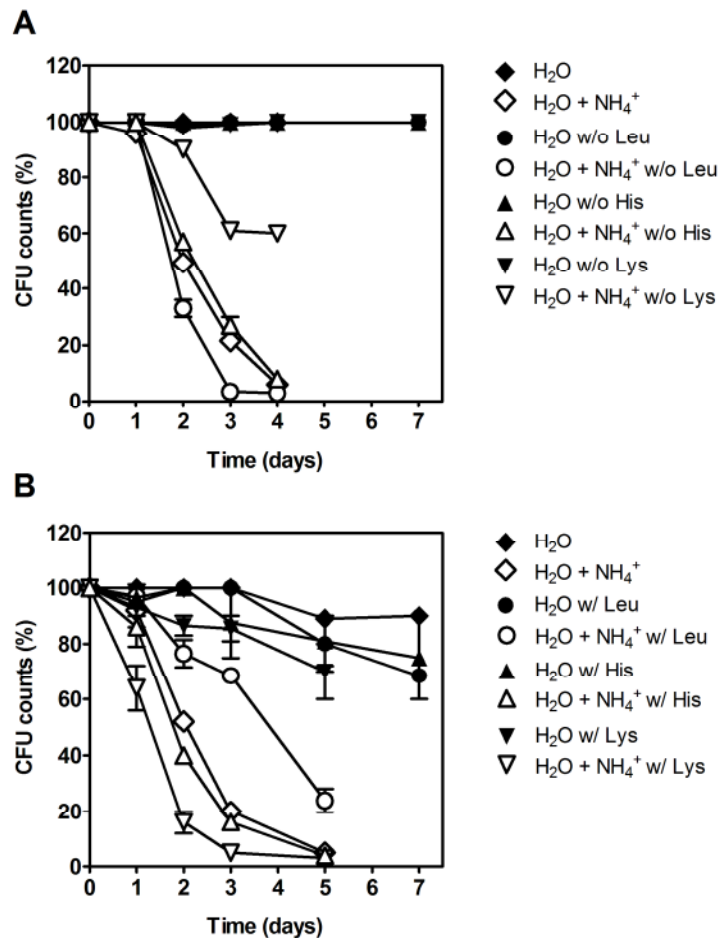 A
120
100
80
60
40
20
0
CFU counts (%)
0 1 2 3 4 5 6 7
Time (days)
H₂O
H₂O + NH₄⁺
H₂O w/o Leu
H₂O + NH₄⁺ w/o Leu
H₂O w/o His
H₂O + NH₄⁺ w/o His
H₂O w/o Lys
H₂O + NH₄⁺ w/o Lys
B
120
100
80
60
40
20
0
CFU counts (%)
0 1 2 3 4 5 6 7
Time (days)
H₂O
H₂O + NH₄⁺
H₂O w/ Leu
H₂O + NH₄⁺ w/ Leu
H₂O w/ His
H₂O + NH₄⁺ w/ His
H₂O w/ Lys
H₂O + NH₄⁺ w/ Lys